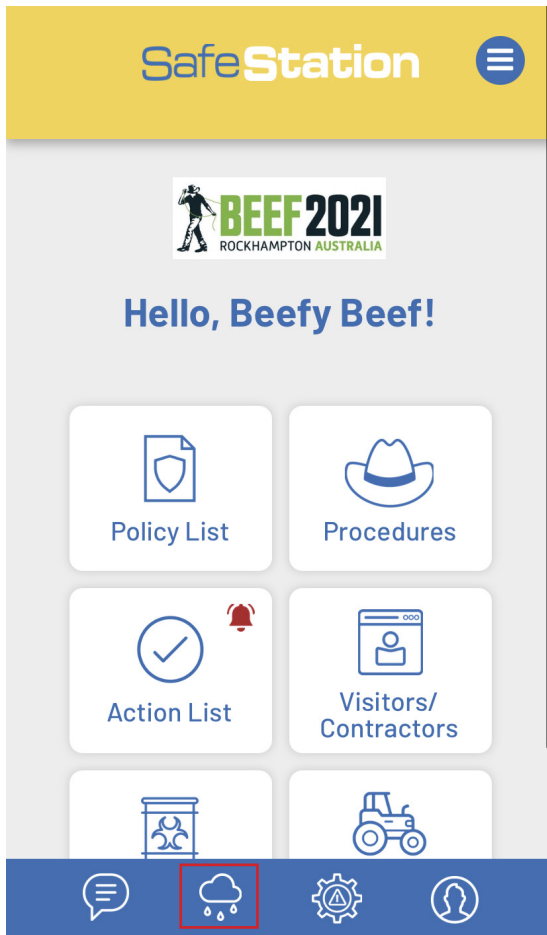 SafeStation
BEEF2021
ROCKHAMPTON AUSTRALIA
Hello, Beefy Beef!
Policy List
Procedures
Action List
Visitors/
Contractors